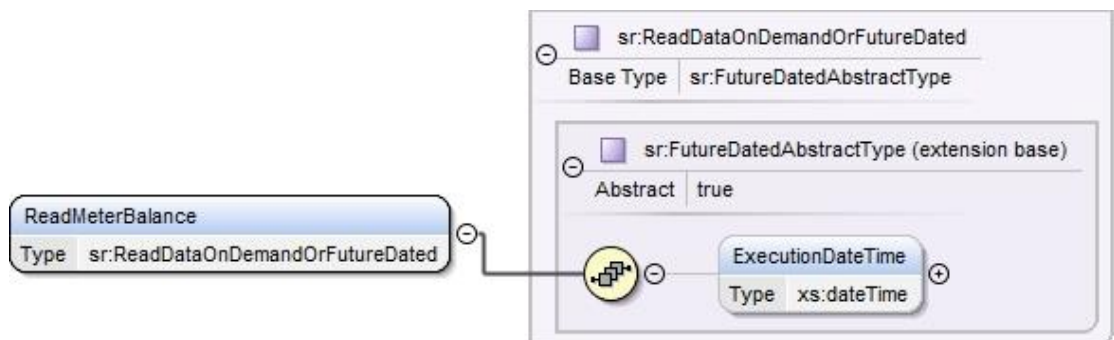 sr:ReadDataOnDemandOrFutureDated
Base Type sr:FutureDatedAbstractType
sr:FutureDatedAbstractType (extension base)
Abstract true
ReadMeterBalance
Type sr:ReadDataOnDemandOrFutureDated
ExecutionDateTime
Type xs:dateTime